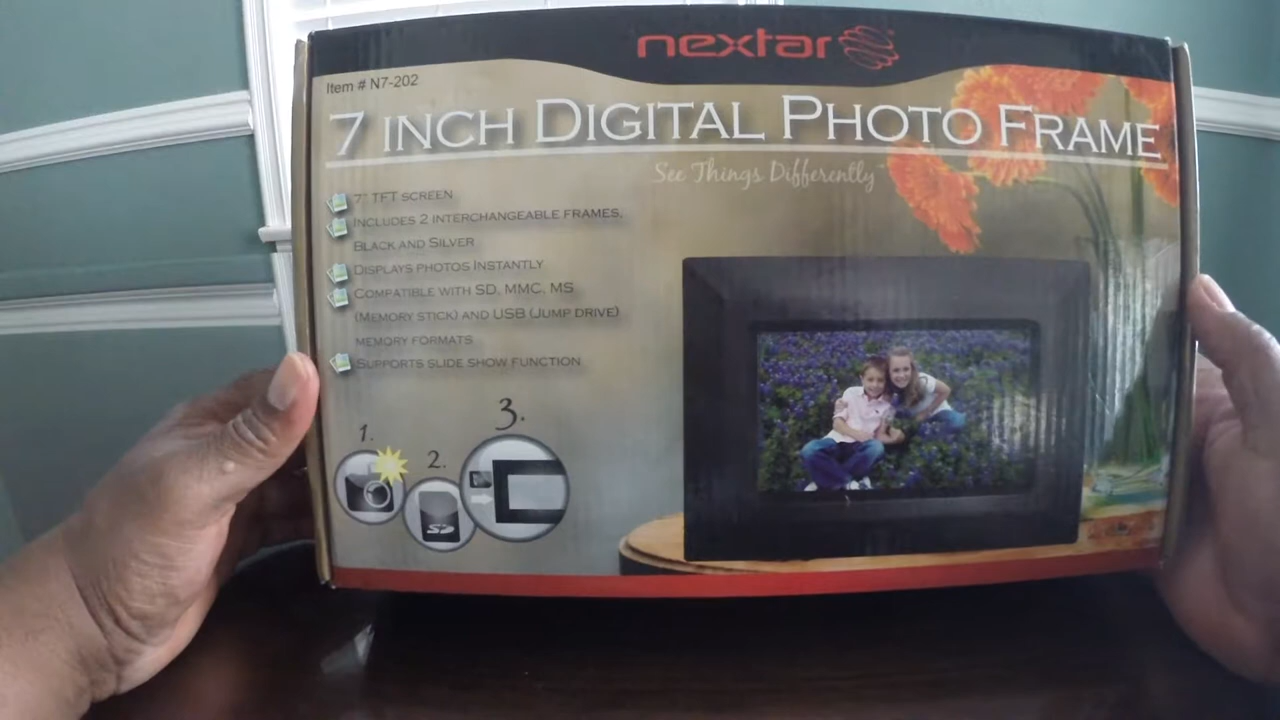 nextar
Item # N7-202
7 INCH DIGITAL PHOTO FRAME
See Things Differently™
7" TFT SCREEN
INCLUDES 2 INTERCHANGEABLE FRAMES,
BLACK AND SILVER
DISPLAYS PHOTOS INSTANTLY
COMPATIBLE WITH SD, MMC, MS
(MEMORY STICK) AND USB (JUMP DRIVE)
MEMORY FORMATS
SUPPORTS SLIDE SHOW FUNCTION
1.
2.
3.
SD